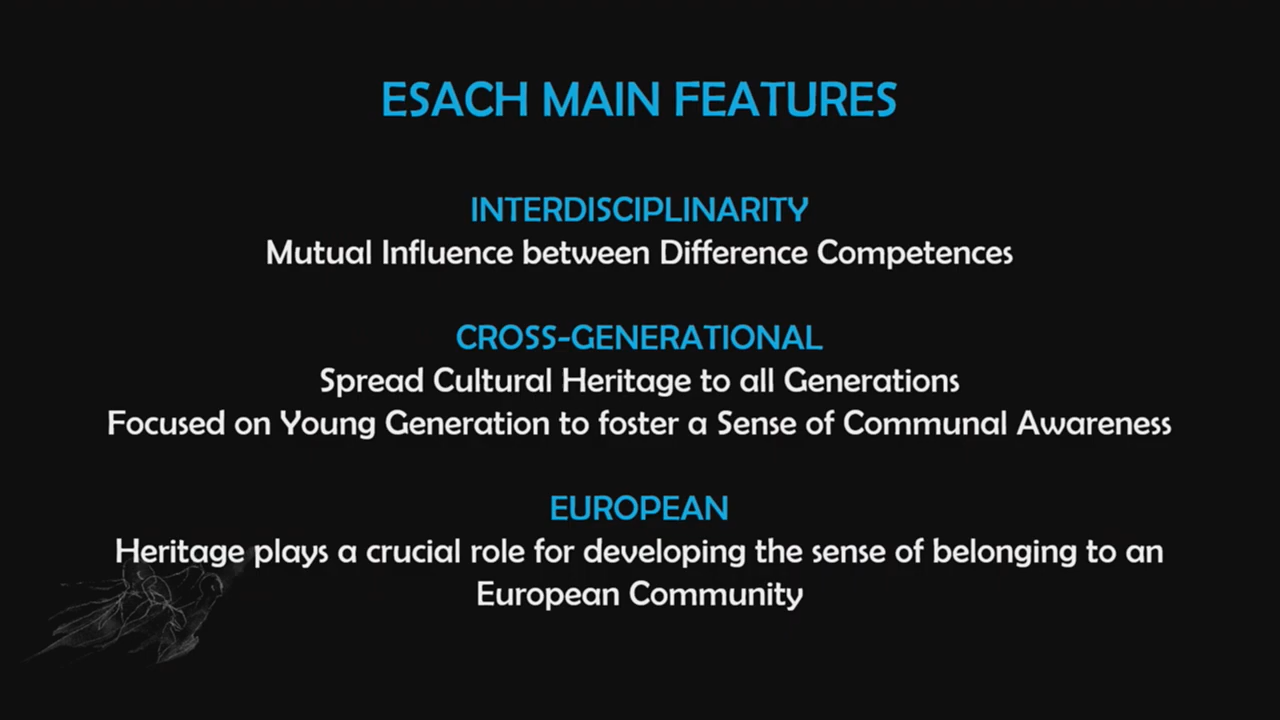 ESACH MAIN FEATURES
INTERDISCIPLINARITY
Mutual Influence between Difference Competences
CROSS-GENERATIONAL
Spread Cultural Heritage to all Generations
Focused on Young Generation to foster a Sense of Communal Awareness
EUROPEAN
Heritage plays a crucial role for developing the sense of belonging to an
European Community